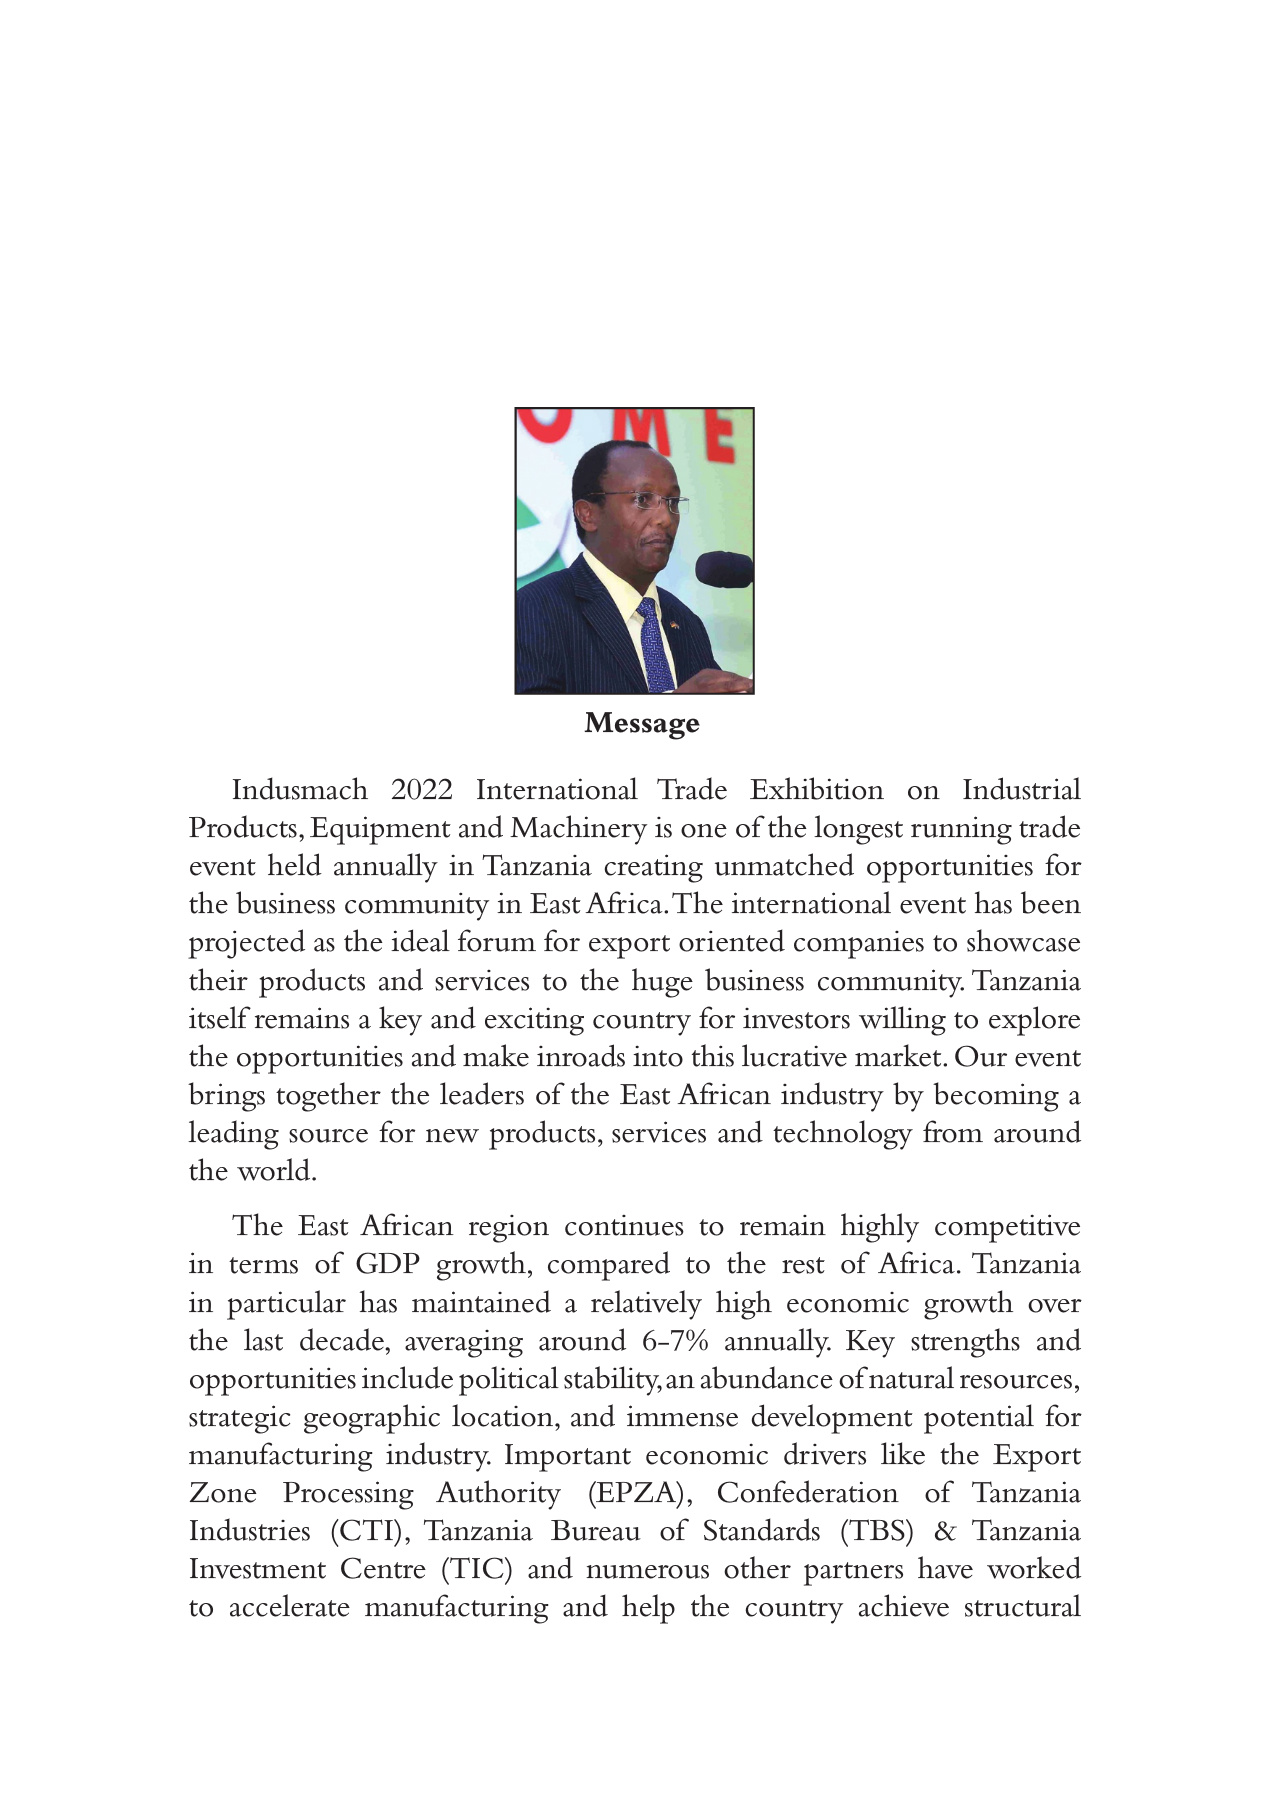 O M E
Message
Indusmach 2022 International Trade Exhibition on Industrial
Products, Equipment and Machinery is one of the longest running trade
event held annually in Tanzania creating unmatched opportunities for
the business community in East Africa. The international event has been
projected as the ideal forum for export oriented companies to showcase
their products and services to the huge business community. Tanzania
itself remains a key and exciting country for investors willing to explore
the opportunities and make inroads into this lucrative market. Our event
brings together the leaders of the East African industry by becoming a
leading source for new products, services and technology from around
the world.
The East African region continues to remain highly competitive
in terms of GDP growth, compared to the rest of Africa. Tanzania
in particular has maintained a relatively high economic growth over
the last decade, averaging around 6-7% annually. Key strengths and
opportunities include political stability, an abundance of natural resources,
strategic geographic location, and immense development potential for
manufacturing industry. Important economic drivers like the Export
Zone Processing Authority (EPZA), Confederation of Tanzania
Industries (CTI), Tanzania Bureau of Standards (TBS) & Tanzania
Investment Centre (TIC) and numerous other partners have worked
to accelerate manufacturing and help the country achieve structural